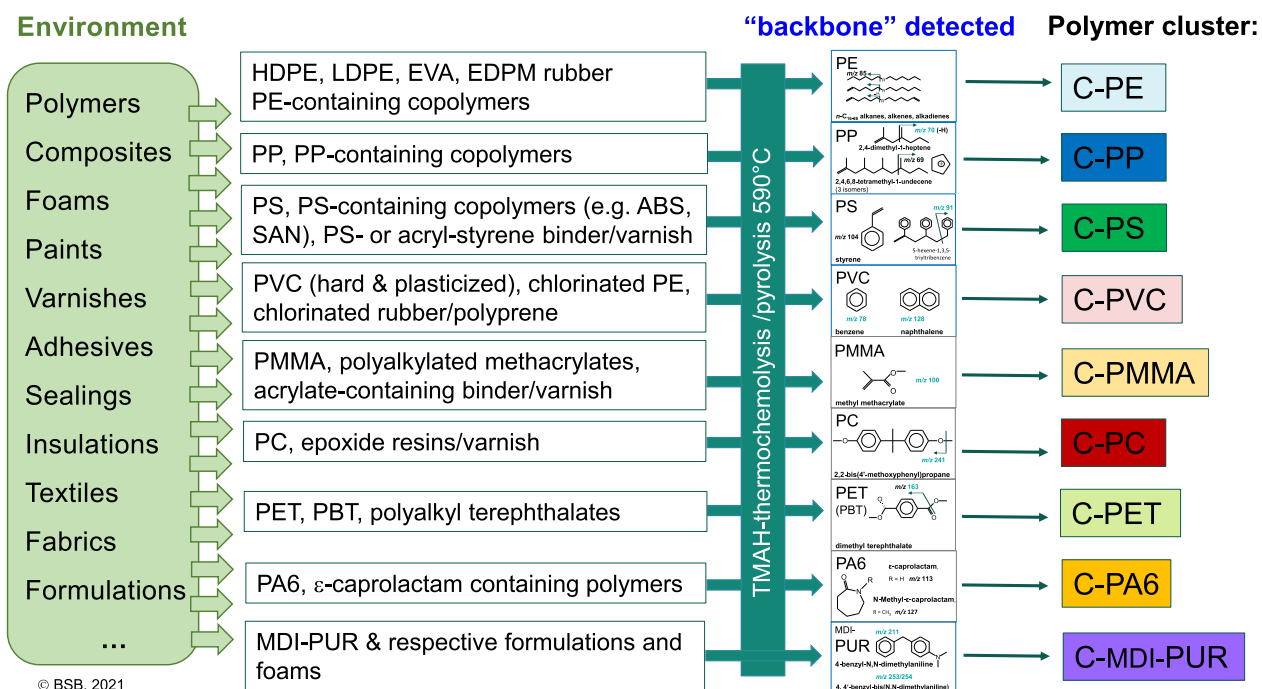 Environment
“backbone” detected
Polymer cluster:
Polymers
Composites
Foams
Paints
Varnishes
Adhesives
Sealings
Insulations
Textiles
Fabrics
Formulations
...
© BSB, 2021
HDPE, LDPE, EVA, EDPM rubber
PE-containing copolymers
PP, PP-containing copolymers
PS, PS-containing copolymers (e.g. ABS,
SAN), PS- or acryl-styrene binder/varnish
PVC (hard & plasticized), chlorinated PE,
chlorinated rubber/polyprene
PMMA, polyalkylated methacrylates,
acrylate-containing binder/varnish
PC, epoxide resins/varnish
PET, PBT, polyalkyl terephthalates
PA6, ε-caprolactam containing polymers
MDI-PUR & respective formulations and
foams
TMAH-thermochemolysis /pyrolysis 590°C
PE
m/z 85
alkanes, alkenes, alkadienes
PP
m/z 70 (-H)
2,4-dimethyl-1-heptene
m/z 69
2,4,6,8-tetramethyl-1-undecene
(3 isomers)
PS
m/z 91
m/z 104
styrene
5-hexene-1,3,5-
triyltribenzene
PVC
m/z 78
m/z 128
benzene
naphthalene
PMMA
O
O
m/z 100
methyl methacrylate
PC
O
O
m/z 241
2,2-bis(4'-methoxyphenyl)propane
PET
(PBT)
m/z 163
O
O
O
O
dimethyl terephthalate
PA6
ε-caprolactam,
R = H m/z 113
O
N
R
N-Methyl-ε-caprolactam,
R = CH₃ m/z 127
MDI-
PUR
m/z 211
N
4-benzyl-N,N-dimethylaniline
m/z 253/254
4, 4'-benzyl-bis(N,N-dimethylaniline)
C-PE
C-PP
C-PS
C-PVC
C-PMMA
C-PC
C-PET
C-PA6
C-MDI-PUR